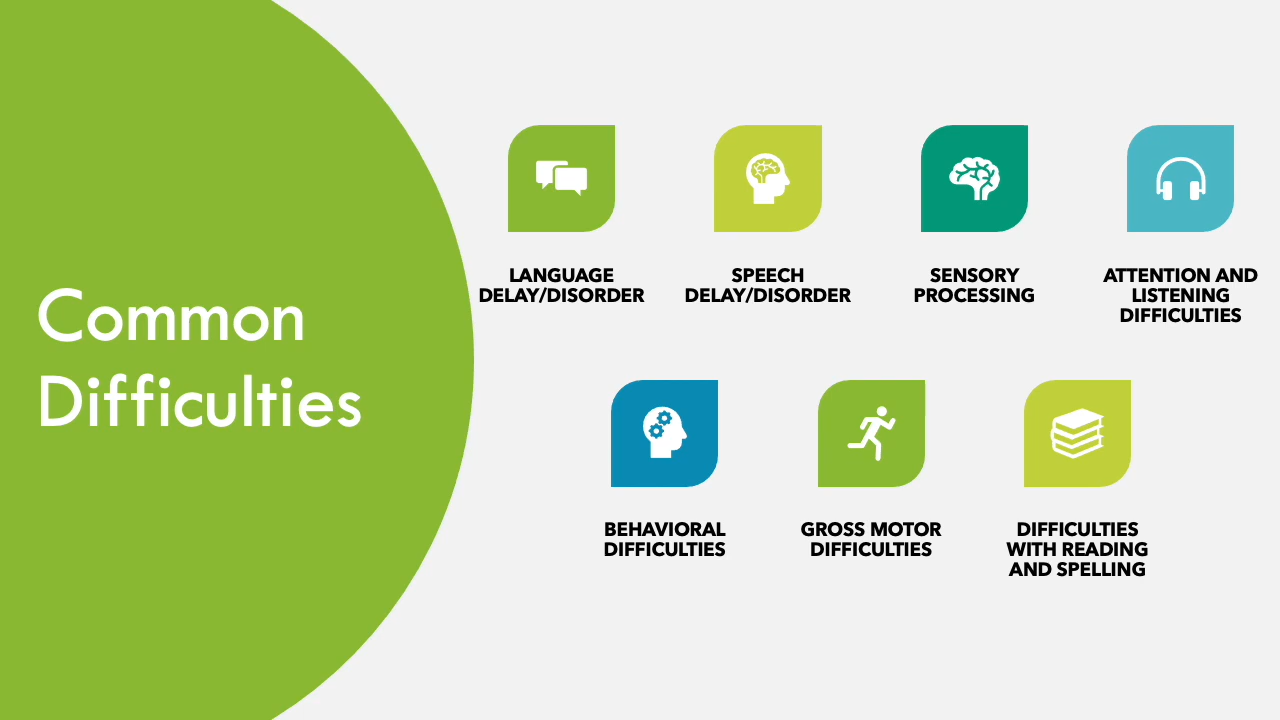 Common
Difficulties
LANGUAGE
DELAY/DISORDER
SPEECH
DELAY/DISORDER
SENSORY
PROCESSING
ATTENTION AND
LISTENING
DIFFICULTIES
BEHAVIORAL
DIFFICULTIES
GROSS MOTOR
DIFFICULTIES
DIFFICULTIES
WITH READING
AND SPELLING